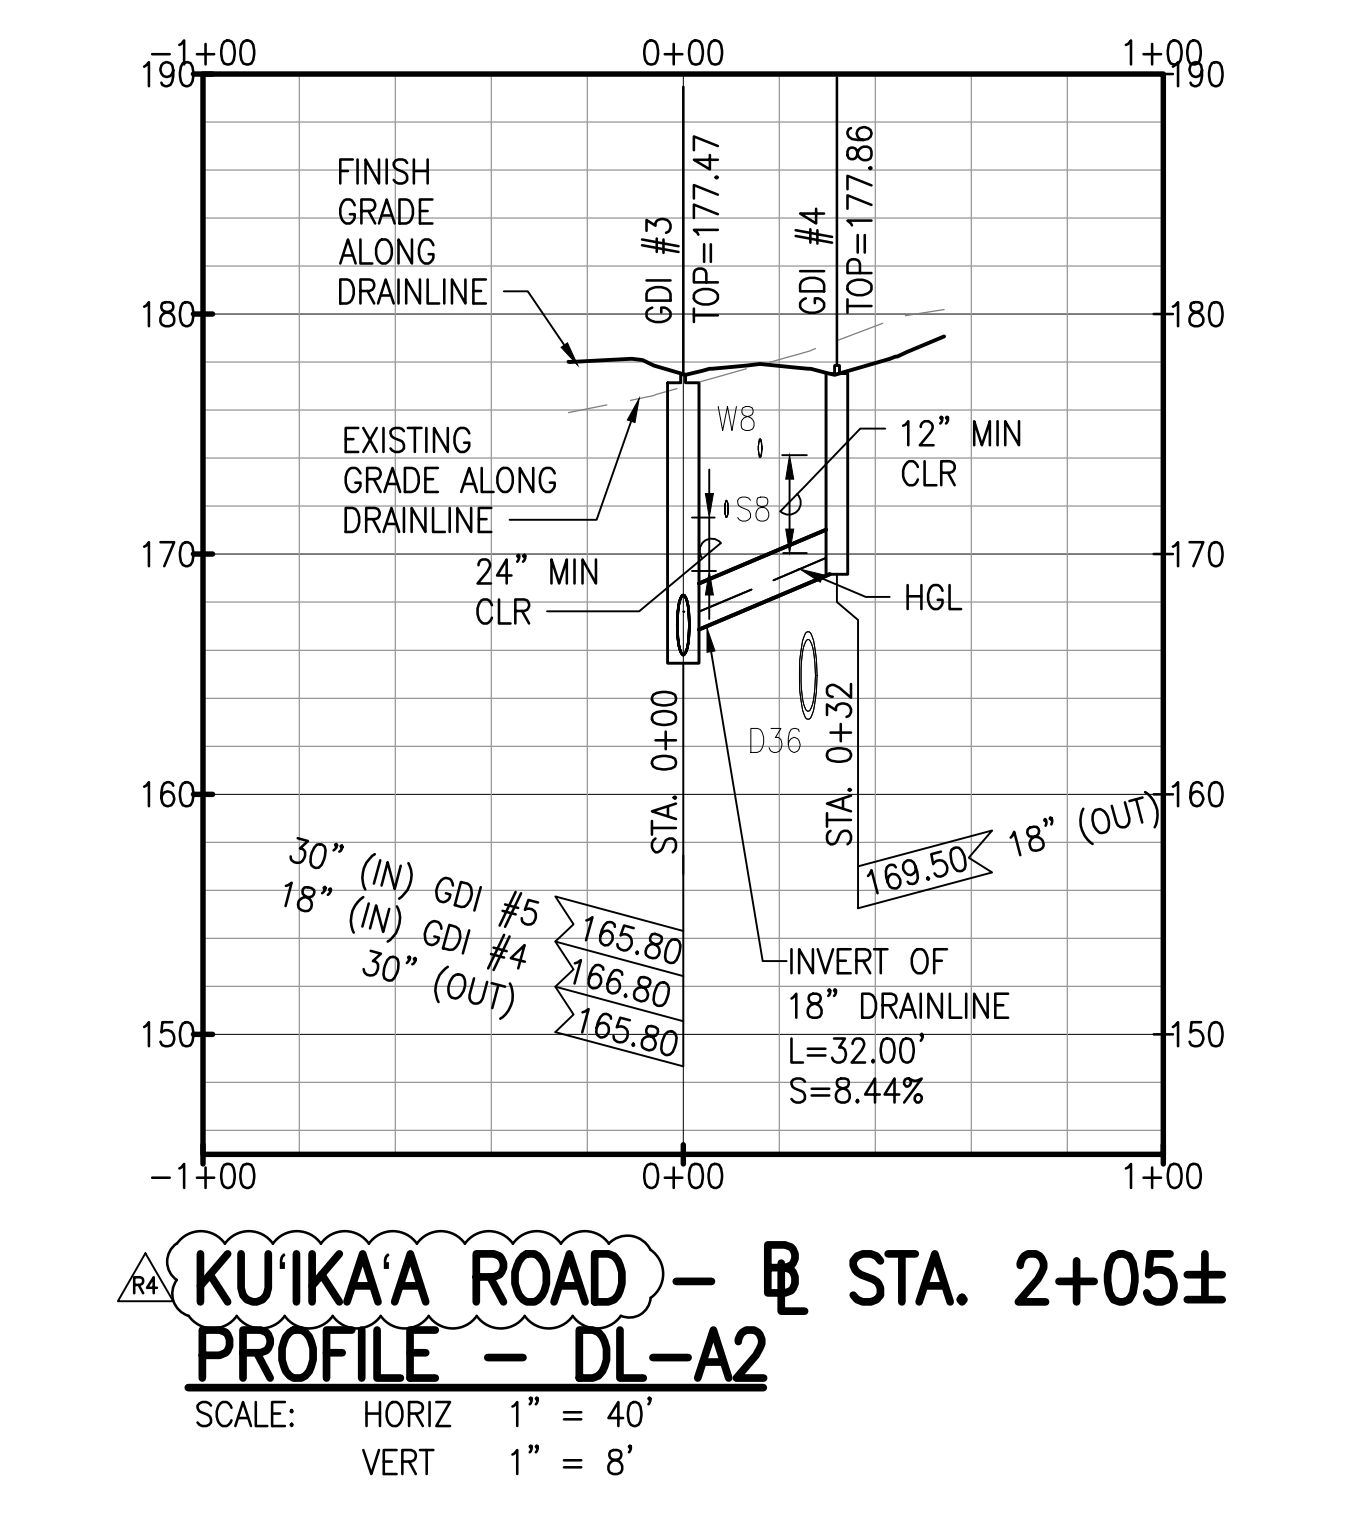 -1+00 0+00 1+00
190 190
FINISH
GRADE
ALONG
DRAINLINE
GDI #3
TOP=177.47
GDI #4
TOP=177.86
180 180
W8
EXISTING
GRADE ALONG
DRAINLINE
12" MIN
CLR
S8
170 170
24" MIN
CLR
HGL
STA. 0+00
STA. 0+32
D36
160 160
169.50 18" (OUT)
30" (IN) GDI #5 165.80
18" (IN) GDI #4 166.80
30" (OUT) 165.80
INVERT OF
18" DRAINLINE
L=32.00'
S=8.44%
150 150
-1+00 0+00 1+00
R4 KUʻIKAʻA ROAD - BL STA. 2+05±
PROFILE - DL-A2
SCALE: HORIZ 1" = 40'
VERT 1" = 8'